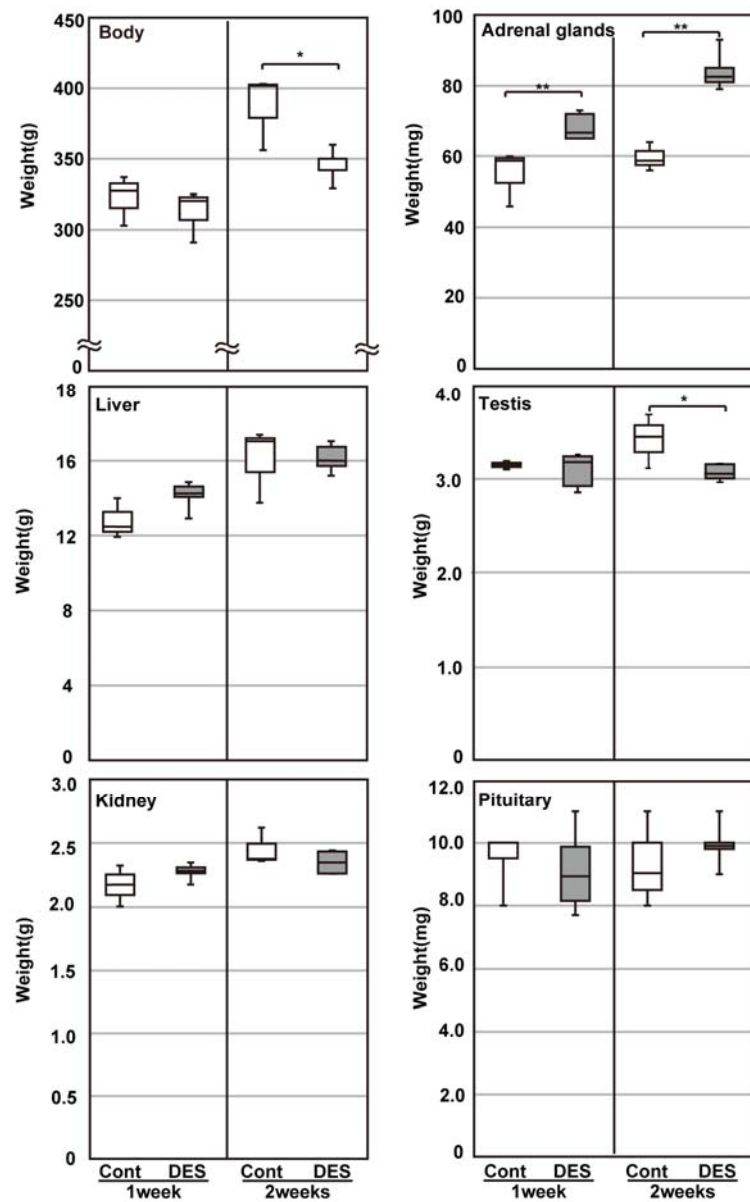 Body
Weight(g)
450
400
350
300
250
0
*
Adrenal glands
Weight(mg)
100
80
60
40
20
0
**
**
Liver
Weight(g)
18
16
12
8
4
0
Testis
Weight(g)
4.0
3.0
2.0
1.0
0
*
Kidney
Weight(g)
3.0
2.5
2.0
1.5
1.0
0.5
0
Cont DES Cont DES
1week 2weeks
Pituitary
Weight(mg)
12.0
10.0
8.0
6.0
4.0
2.0
0
Cont DES Cont DES
1week 2weeks